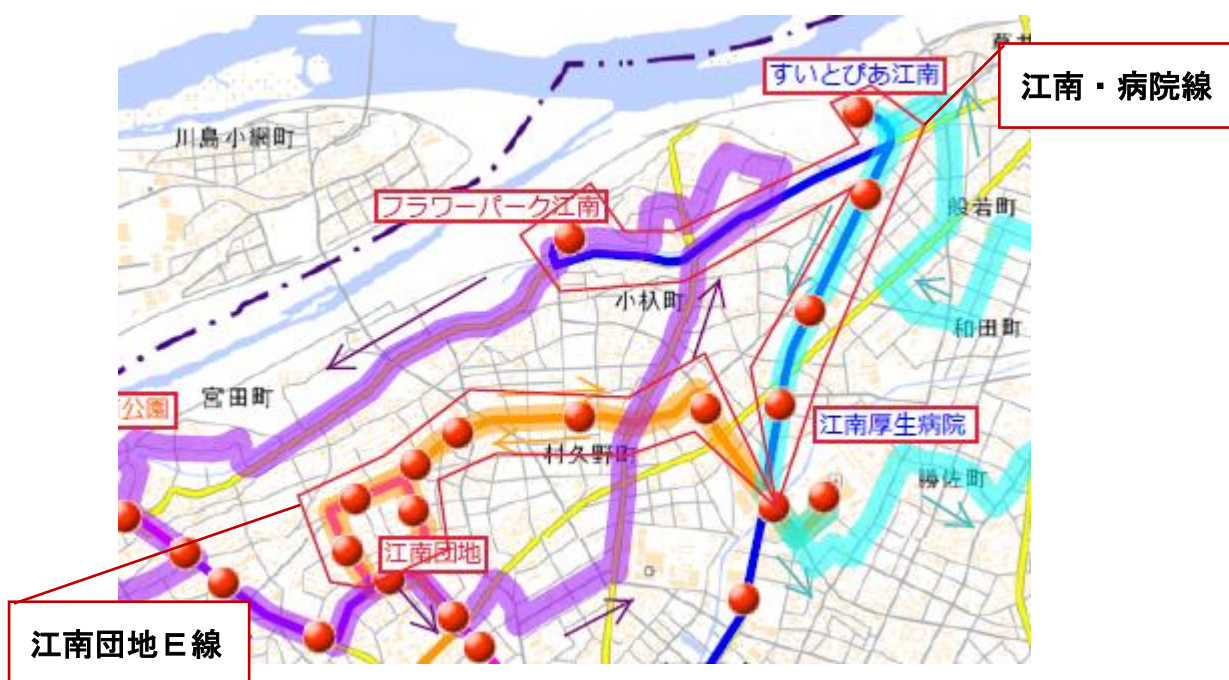 すいとぴあ江南
江南・病院線
川島小網町
フラワーパーク江南
般若町
小杁町
和田町
宮田町
公園
江南厚生病院
村久野町
勝佐町
江南団地
江南団地E線